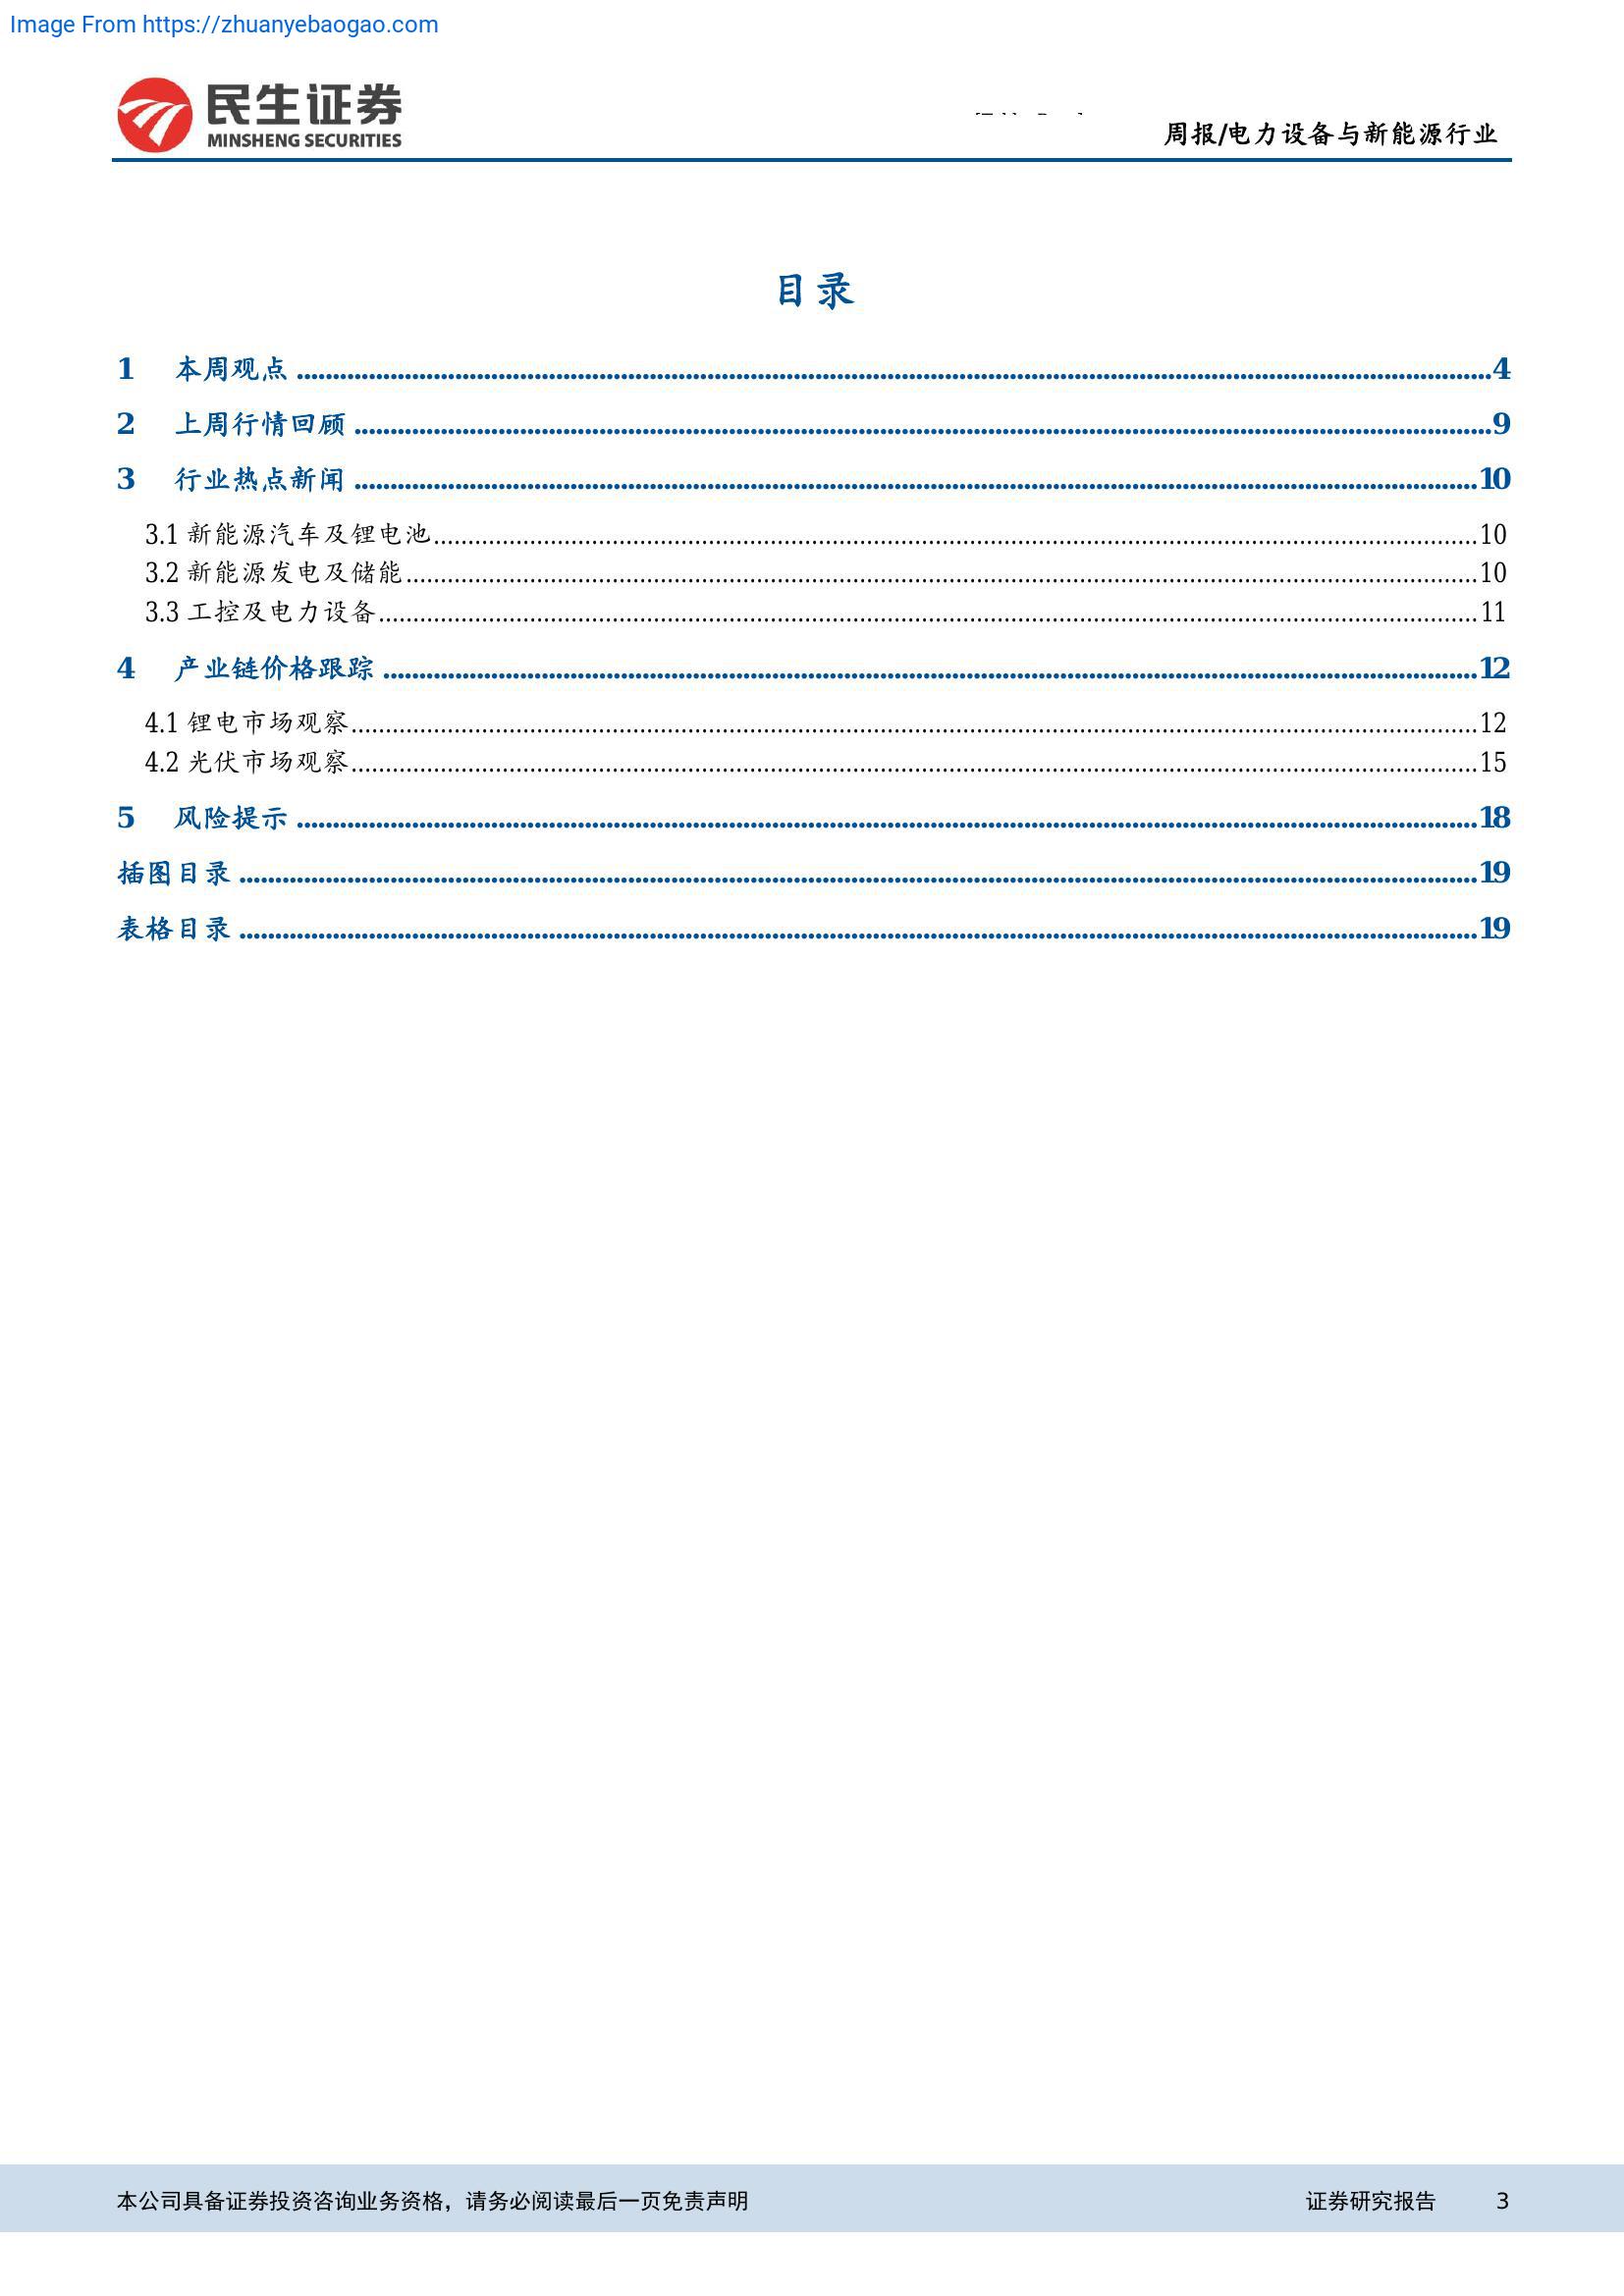 Image From https://zhuanyebaogao.com
民生证券
MINSHENG SECURITIES
周报/电力设备与新能源行业
目录
1 本周观点 4
2 上周行情回顾 9
3 行业热点新闻 10
3.1 新能源汽车及锂电池 10
3.2 新能源发电及储能 10
3.3 工控及电力设备 11
4 产业链价格跟踪 12
4.1 锂电市场观察 12
4.2 光伏市场观察 15
5 风险提示 18
插图目录 19
表格目录 19
本公司具备证券投资咨询业务资格，请务必阅读最后一页免责声明 证券研究报告 3